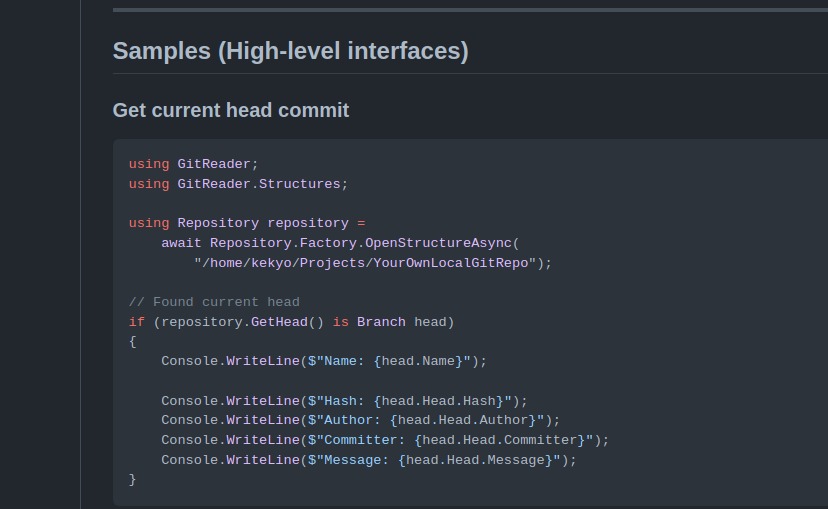 Samples (High-level interfaces)
Get current head commit
using GitReader;
using GitReader.Structures;
using Repository repository =
    await Repository.Factory.OpenStructureAsync(
        "/home/kekyo/Projects/YourOwnLocalGitRepo");
// Found current head
if (repository.GetHead() is Branch head)
{
    Console.WriteLine($"Name: {head.Name}");
    Console.WriteLine($"Hash: {head.Head.Hash}");
    Console.WriteLine($"Author: {head.Head.Author}");
    Console.WriteLine($"Committer: {head.Head.Committer}");
    Console.WriteLine($"Message: {head.Head.Message}");
}